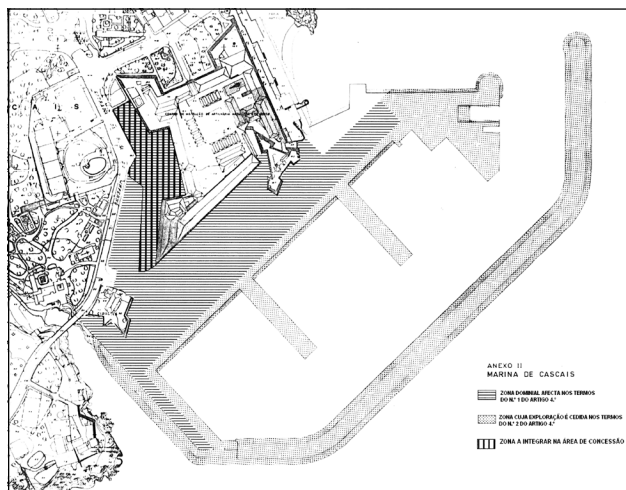 CAIS
ANEXO II
MARINA DE CASCAIS
ZONA DOMINIAL AFECTA NOS TERMOS
DO N.º 1 DO ARTIGO 4.º
ZONA CUJA EXPLORAÇÃO É CEDIDA NOS TERMOS
DO N.º 2 DO ARTIGO 4.º
ZONA A INTEGRAR NA ÁREA DE CONCESSÃO